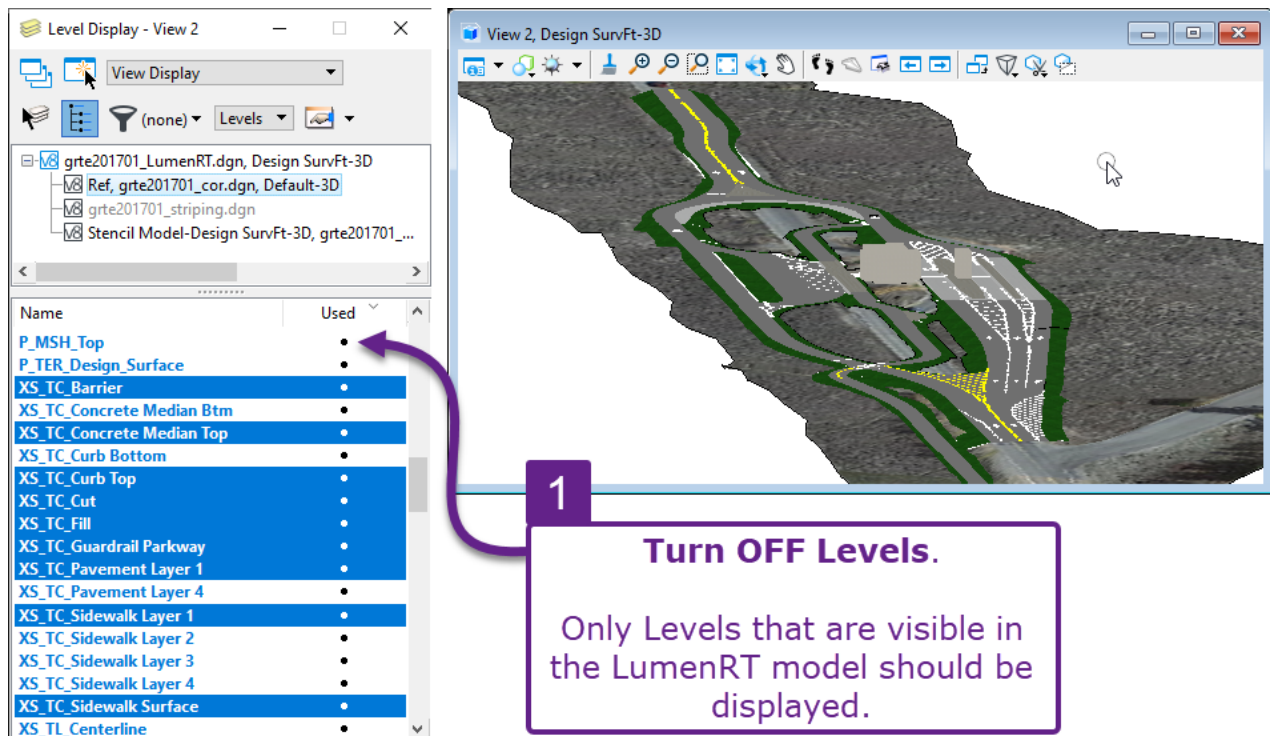 Level Display - View 2
View Display
(none)
Levels
grte201701_LumenRT.dgn, Design SurvFt-3D
Ref, grte201701_cor.dgn, Default-3D
grte201701_striping.dgn
Stencil Model-Design SurvFt-3D, grte201701_...
Name Used
P_MSH_Top
P_TER_Design_Surface
XS_TC_Barrier
XS_TC_Concrete Median Btm
XS_TC_Concrete Median Top
XS_TC_Curb Bottom
XS_TC_Curb Top
XS_TC_Cut
XS_TC_Fill
XS_TC_Guardrail Parkway
XS_TC_Pavement Layer 1
XS_TC_Pavement Layer 4
XS_TC_Sidewalk Layer 1
XS_TC_Sidewalk Layer 2
XS_TC_Sidewalk Layer 3
XS_TC_Sidewalk Layer 4
XS_TC_Sidewalk Surface
XS_TL_Centerline
View 2, Design SurvFt-3D
1
Turn OFF Levels.
Only Levels that are visible in
the LumenRT model should be
displayed.